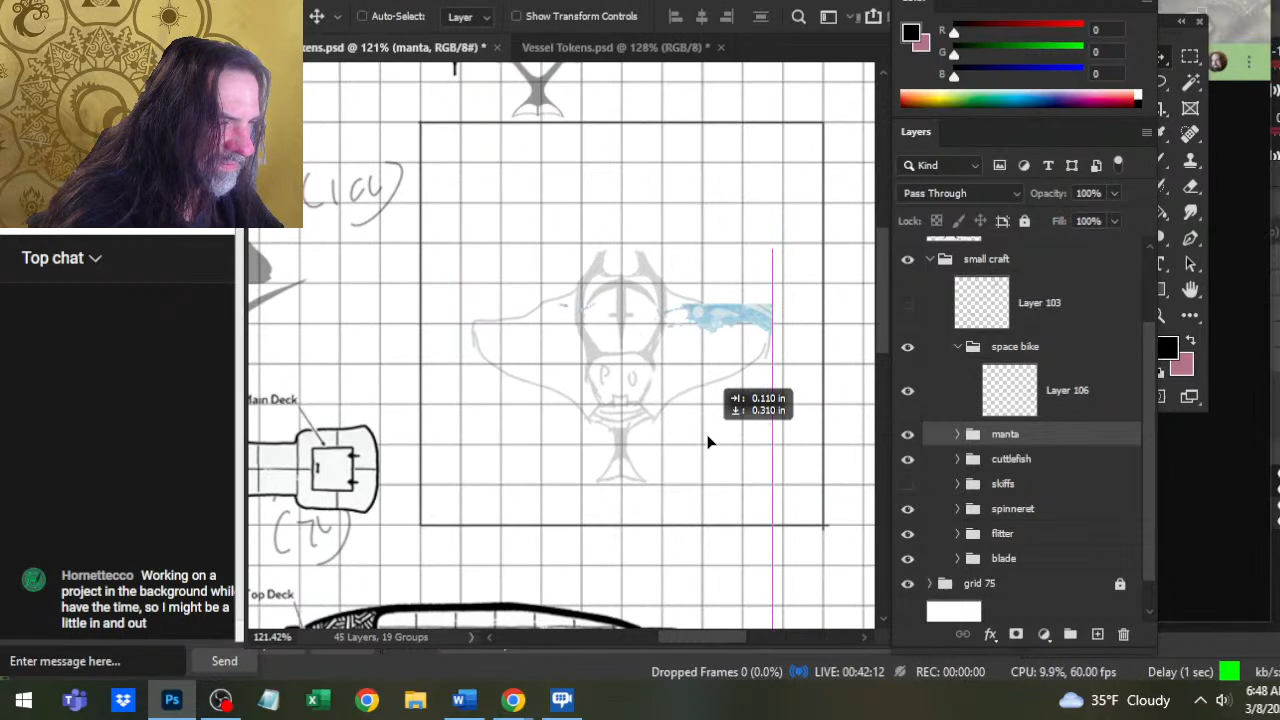 Auto-Select: Layer Show Transform Controls
kens.psd @ 121% (manta, RGB/8#) * × Vessel Tokens.psd @ 128% (RGB/8) * ×
R 0
G 0
B 0
Layers
Kind
Pass Through Opacity: 100%
Lock: Fill: 100%
small craft
Layer 103
space bike
Layer 106
manta
cuttlefish
skiffs
spinneret
flitter
blade
grid 75
Main Deck
op Deck
0.110 in
0.310 in
121.42% 45 Layers, 19 Groups
Top chat
Hornettecco Working on a
project in the background whil
have the time, so I might be a
little in and out
Enter message here...
Send
Dropped Frames 0 (0.0%) LIVE: 00:42:12 REC: 00:00:00 CPU: 9.9%, 60.00 fps Delay (1 sec) kb/s
35°F Cloudy
6:48 A
3/8/20